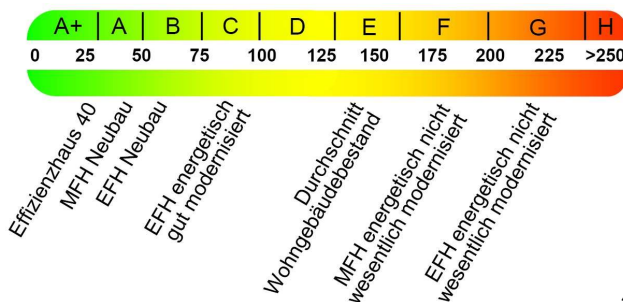 A+ A B C D E F G H
0 25 50 75 100 125 150 175 200 225 >250
Effizienzhaus 40
MFH Neubau
EFH Neubau
EFH energetisch
gut modernisiert
Durchschnitt
Wohngebäudebestand
MFH energetisch nicht
wesentlich modernisiert
EFH energetisch nicht
wesentlich modernisiert